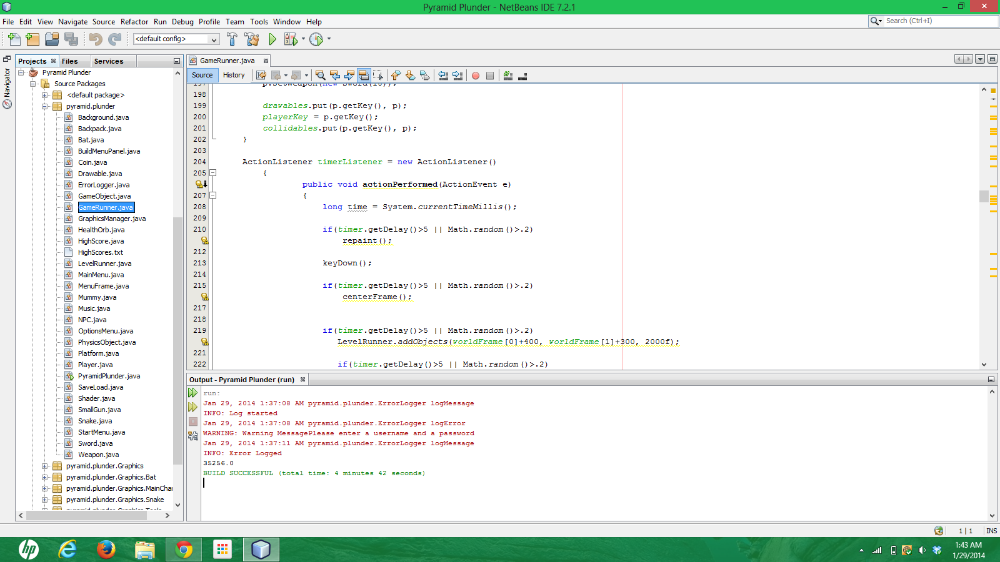 Pyramid Plunder - NetBeans IDE 7.2.1
File Edit View Navigate Source Refactor Run Debug Profile Team Tools Window Help
Search (Ctrl+I)
<default config>
Navigator
Projects Files Services
Pyramid Plunder
Source Packages
<default package>
pyramid.plunder
Background.java
Backpack.java
Bat.java
BuildMenuPanel.java
Coin.java
Drawable.java
ErrorLogger.java
GameObject.java
GameRunner.java
GraphicsManager.java
HealthOrb.java
HighScore.java
HighScores.txt
LevelRunner.java
MainMenu.java
MenuFrame.java
Mummy.java
Music.java
NPC.java
OptionsMenu.java
PhysicsObject.java
Platform.java
Player.java
PyramidPlunder.java
SaveLoad.java
Shader.java
SmallGun.java
Snake.java
StartMenu.java
Sword.java
Weapon.java
pyramid.plunder.Graphics
pyramid.plunder.Graphics.Bat
pyramid.plunder.Graphics.MainChar
pyramid.plunder.Graphics.Snake
pyramid.plunder.Graphics.Tools
GameRunner.java
Source History
197 p.setWeapon(new Sword(10));
198
199 drawables.put(p.getKey(), p);
200 playerKey = p.getKey();
201 collidables.put(p.getKey(), p);
202 }
203
204 ActionListener timerListener = new ActionListener()
205 {
public void actionPerformed(ActionEvent e)
207 {
208 long time = System.currentTimeMillis();
209
210 if(timer.getDelay()>5 || Math.random()>.2)
repaint();
212
213 keyDown();
214
215 if(timer.getDelay()>5 || Math.random()>.2)
centerFrame();
217
218
219 if(timer.getDelay()>5 || Math.random()>.2)
LevelRunner.addObjects(worldFrame[0]+400, worldFrame[1]+300, 2000f);
221
222 if(timer.getDelay()>5 || Math.random()>.2)
Output - Pyramid Plunder (run)
run:
Jan 29, 2014 1:37:08 AM pyramid.plunder.ErrorLogger logMessage
INFO: Log started
Jan 29, 2014 1:37:08 AM pyramid.plunder.ErrorLogger logError
WARNING: Warning MessagePlease enter a username and a password
Jan 29, 2014 1:37:11 AM pyramid.plunder.ErrorLogger logMessage
INFO: Error Logged
35256.0
BUILD SUCCESSFUL (total time: 4 minutes 42 seconds)
1 | 1 INS
hp
1:43 AM
1/29/2014